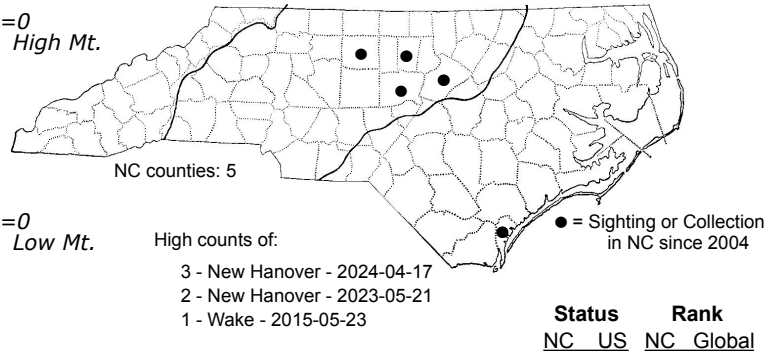 =0
High Mt.
NC counties: 5
=0
Low Mt.
High counts of:
3 - New Hanover - 2024-04-17
2 - New Hanover - 2023-05-21
1 - Wake - 2015-05-23
● = Sighting or Collection
in NC since 2004
Status Rank
NC US NC Global